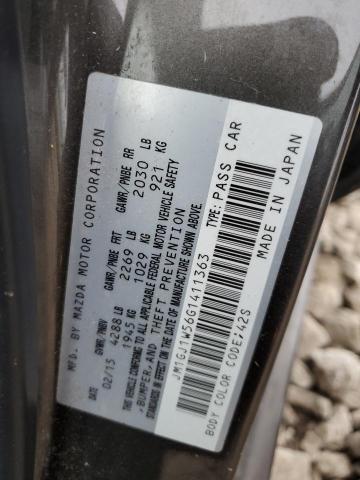 MFD. BY MAZDA MOTOR CORPORATION
02/15 GVWR/PNBV GAWR/PNBE FRT GAWR/PNBE RR
4288 LB 2269 LB 2030 LB
1945 KG 1029 KG 921 KG
THIS VEHICLE CONFORMS TO ALL APPLICABLE FEDERAL MOTOR VEHICLE SAFETY
, BUMPER, AND THEFT PREVENTION
STANDARDS IN EFFECT ON THE DATE OF MANUFACTURE SHOWN ABOVE.
JM1GJ1W56G1411363 TYPE: PASS CAR
BODY COLOR CODE: 42S MADE IN JAPAN